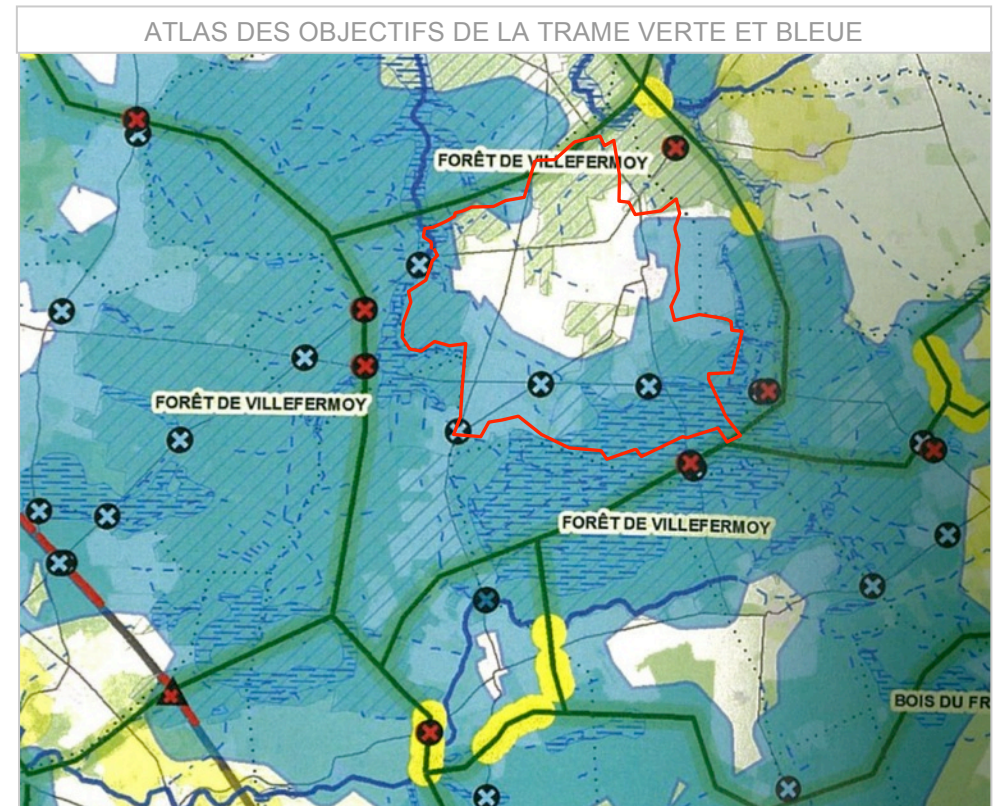 ATLAS DES OBJECTIFS DE LA TRAME VERTE ET BLEUE
FORÊT DE VILLEFERMOY
FORÊT DE VILLEFERMOY
FORÊT DE VILLEFERMOY
BOIS DU FR